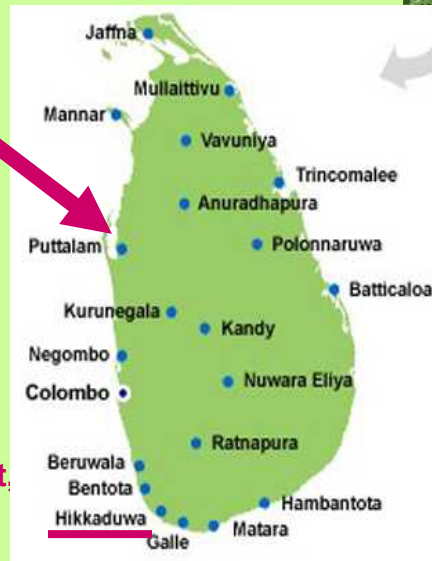 Jaffna
Mullaittivu
Mannar
Vavuniya
Trincomalee
Anuradhapura
Puttalam
Polonnaruwa
Batticaloa
Kurunegala
Kandy
Negombo
Nuwara Eliya
Colombo
Ratnapura
Beruwala
t,
Bentota
Hambantota
Hikkaduwa
Matara
Galle